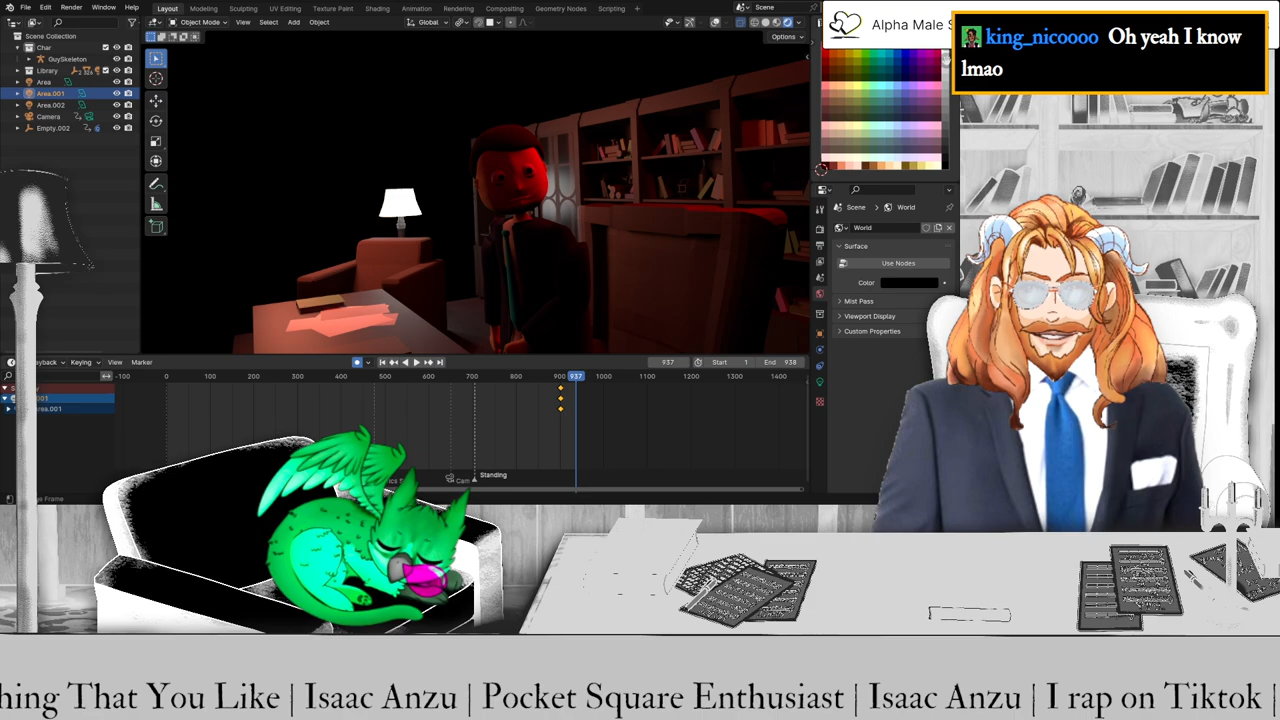 File Edit Render Window Help
Layout Modeling Sculpting UV Editing Texture Paint Shading Animation Rendering Compositing Geometry Nodes Scripting +
Scene
Object Mode View Select Add Object
Global
Options
Scene Collection
Char
GuySkeleton
Library
Area
Area.001
Area.002
Camera
Empty.002
Alpha Male S
king_nicoooo Oh yeah I know
lmao
Scene > World
World
Surface
Use Nodes
Color
Mist Pass
Viewport Display
Custom Properties
Keying View Marker
937 Start 1 End 938
-100 0 100 200 300 400 500 600 700 800 900 937 1000 1100 1200 1300 1400
Standing
hing That You Like | Isaac Anzu | Pocket Square Enthusiast | Isaac Anzu | I rap on Tiktok |